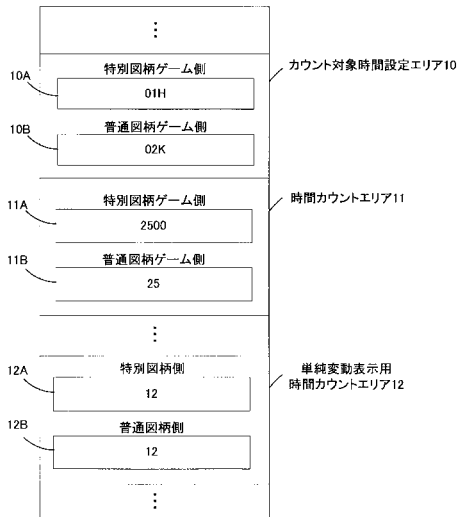 ⋮
特別図柄ゲーム側
カウント対象時間設定エリア10
10A
01H
普通図柄ゲーム側
10B
02K
特別図柄ゲーム側
時間カウントエリア11
11A
2500
普通図柄ゲーム側
11B
25
⋮
特別図柄側
単純変動表示用
時間カウントエリア12
12A
12
普通図柄側
12B
12
⋮